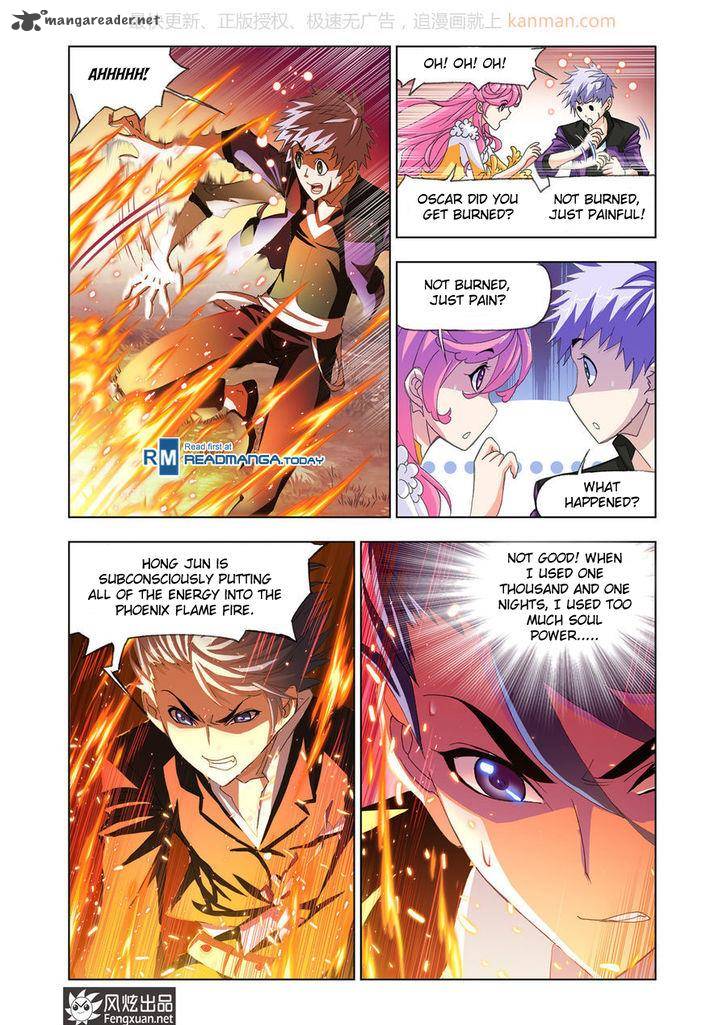 mangareader.net
最快更新、正版授权、极速无广告，追漫画就上 kanman.com
AHHHHH!
OH! OH! OH!
OSCAR DID YOU
GET BURNED?
NOT BURNED,
JUST PAINFUL!
NOT BURNED,
JUST PAIN?
WHAT
HAPPENED?
RM Read first at
READMANGA.TODAY
HONG JUN IS
SUBCONSCIOUSLY PUTTING
ALL OF THE ENERGY INTO THE
PHOENIX FLAME FIRE.
NOT GOOD! WHEN
I USED ONE
THOUSAND AND ONE
NIGHTS, I USED TOO
MUCH SOUL
POWER.....
风炫出品
Fengxuan.net